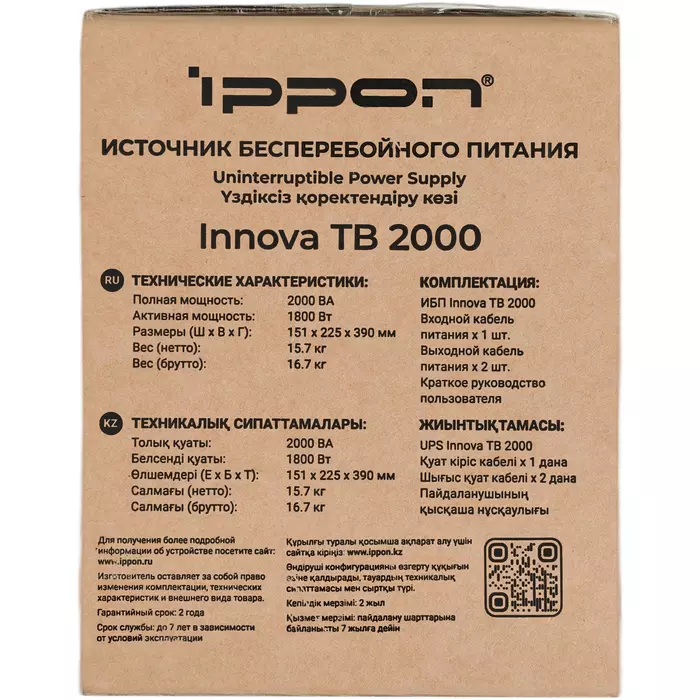 ippon®
ИСТОЧНИК БЕСПЕРЕБОЙНОГО ПИТАНИЯ
Uninterruptible Power Supply
Үздіксіз қоректендіру көзі
Innova TB 2000
RU ТЕХНИЧЕСКИЕ ХАРАКТЕРИСТИКИ:
Полная мощность: 2000 ВА
Активная мощность: 1800 Вт
Размеры (Ш х В х Г): 151 x 225 x 390 мм
Вес (нетто): 15.7 кг
Вес (брутто): 16.7 кг
КОМПЛЕКТАЦИЯ:
ИБП Innova TB 2000
Входной кабель
питания x 1 шт.
Выходной кабель
питания x 2 шт.
Краткое руководство
пользователя
KZ ТЕХНИКАЛЫҚ СИПАТТАМАЛАРЫ:
Толық қуаты: 2000 ВА
Белсенді қуаты: 1800 Вт
Өлшемдері (Е х Б х Т): 151 x 225 x 390 мм
Салмағы (нетто): 15.7 кг
Салмағы (брутто): 16.7 кг
ЖИЫНТЫҚТАМАСЫ:
UPS Innova TB 2000
Қуат кіріс кабелі x 1 дана
Шығыс қуат кабелі x 2 дана
Пайдаланушының
қысқаша нұсқаулығы
Для получения более подробной
информации об устройстве посетите сайт:
www.ippon.ru
Изготовитель оставляет за собой право
изменения комплектации, технических
характеристик и внешнего вида товара.
Гарантийный срок: 2 года
Срок службы: до 7 лет в зависимости
от условий эксплуатации
Құрылғы туралы қосымша ақпарат алу үшін
сайтқа кіріңіз: www.ippon.kz
Өндіруші конфигурацияны өзгерту құқығын
өзіне қалдырады, тауардың техникалық
сипаттамасы мен сыртқы түрі.
Кепілдік мерзімі: 2 жыл
Қызмет мерзімі: пайдалану шарттарына
байланысты 7 жылға дейін